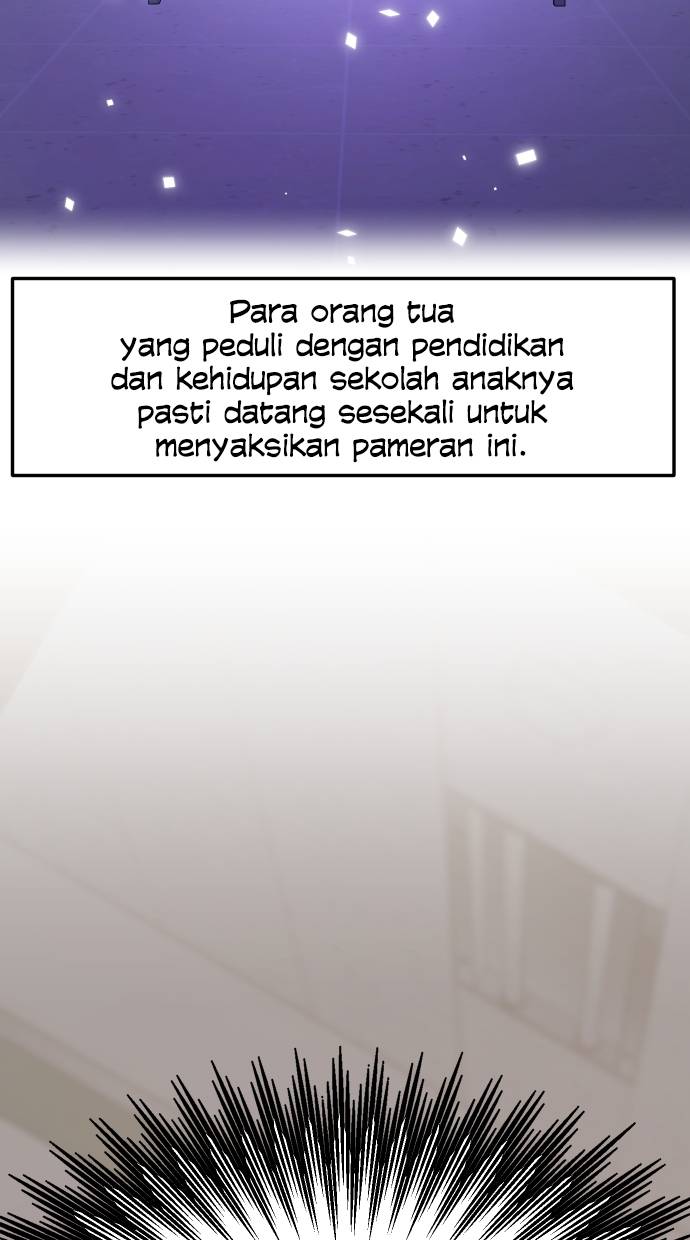 Para orang tua
yang peduli dengan pendidikan
dan kehidupan sekolah anaknya
pasti datang sesekali untuk
menyaksikan pameran ini.